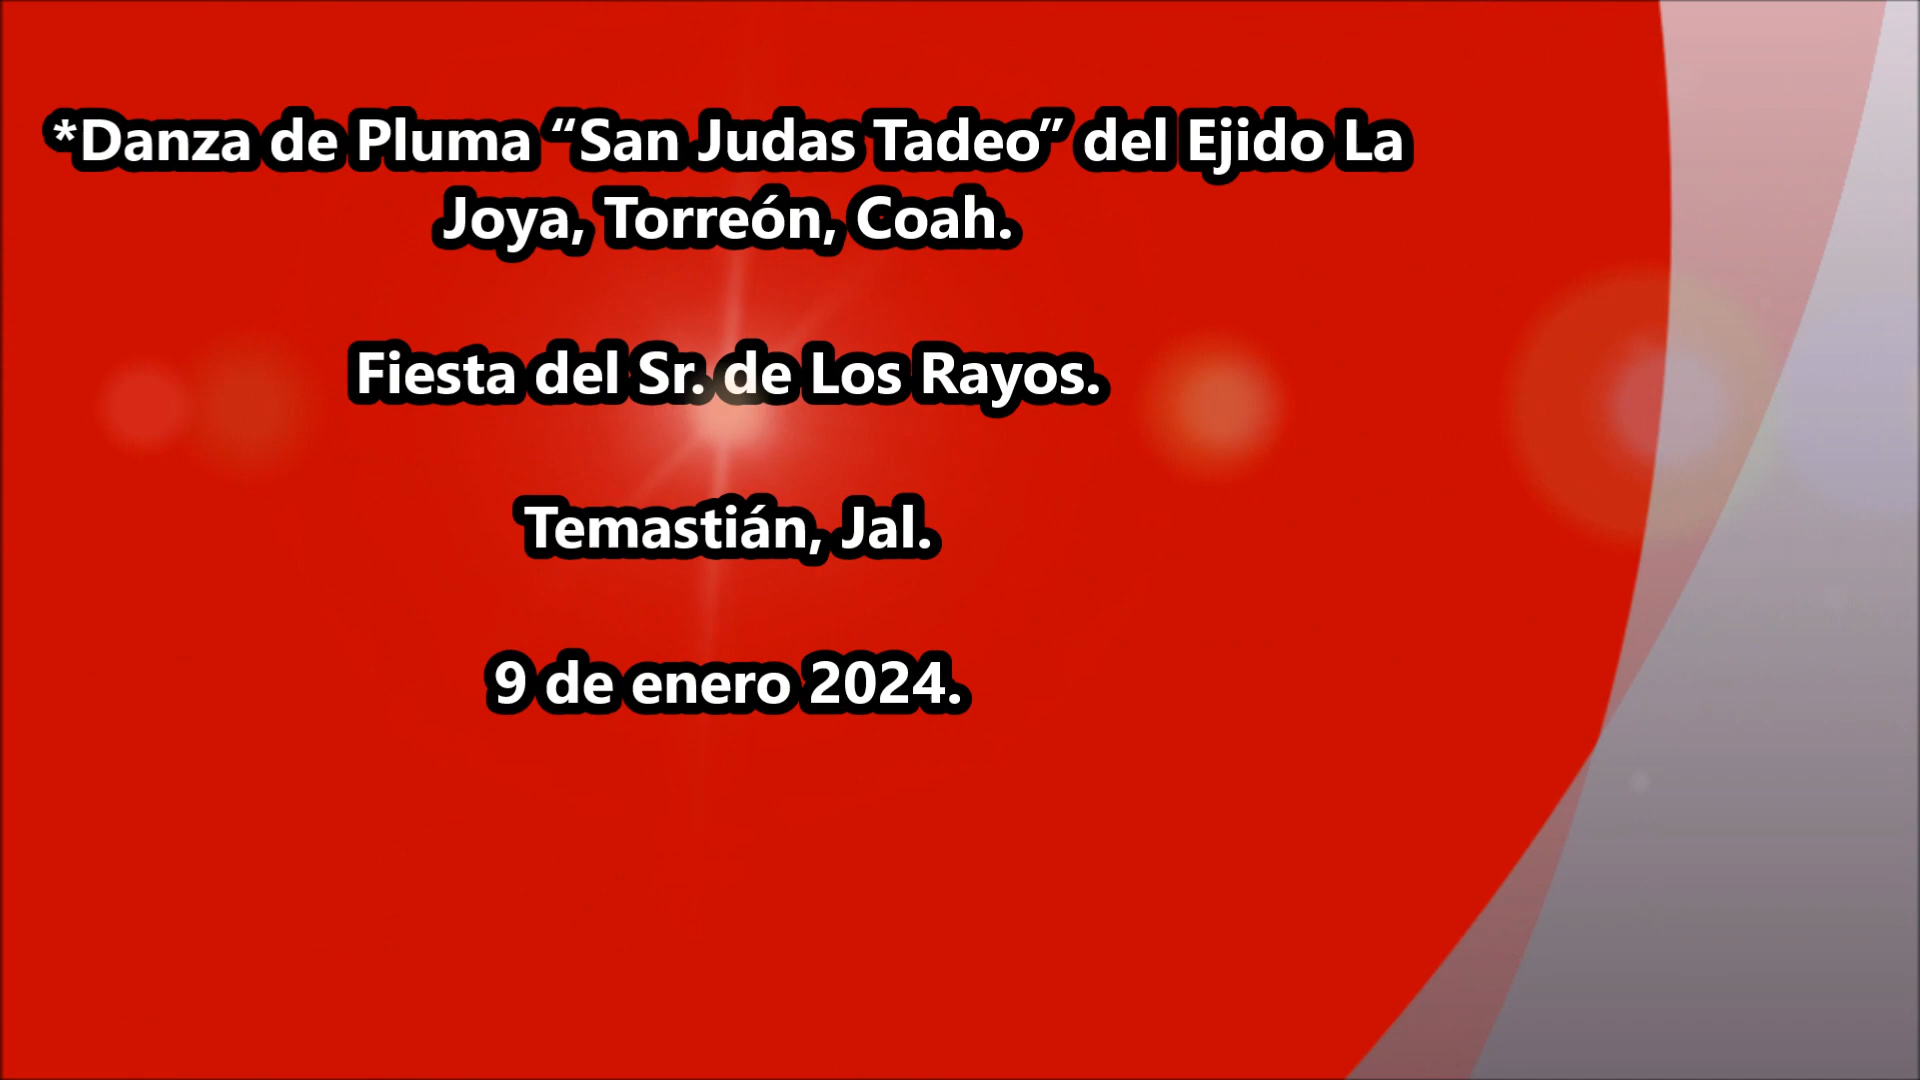 *Danza de Pluma “San Judas Tadeo” del Ejido La
Joya, Torreón, Coah.
Fiesta del Sr. de Los Rayos.
Temastián, Jal.
9 de enero 2024.